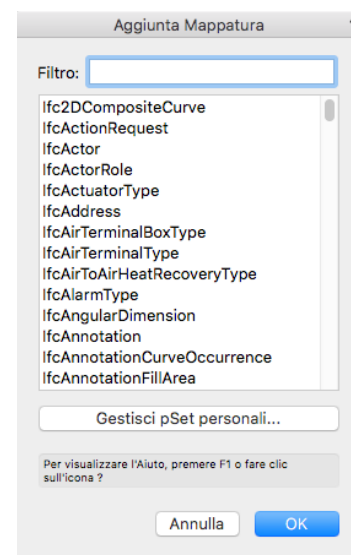 Aggiunta Mappatura
Filtro:
Ifc2DCompositeCurve
IfcActionRequest
IfcActor
IfcActorRole
IfcActuatorType
IfcAddress
IfcAirTerminalBoxType
IfcAirTerminalType
IfcAirToAirHeatRecoveryType
IfcAlarmType
IfcAngularDimension
IfcAnnotation
IfcAnnotationCurveOccurrence
IfcAnnotationFillArea
Gestisci pSet personali...
Per visualizzare l'Aiuto, premere F1 o fare clic
sull'icona ?
Annulla OK